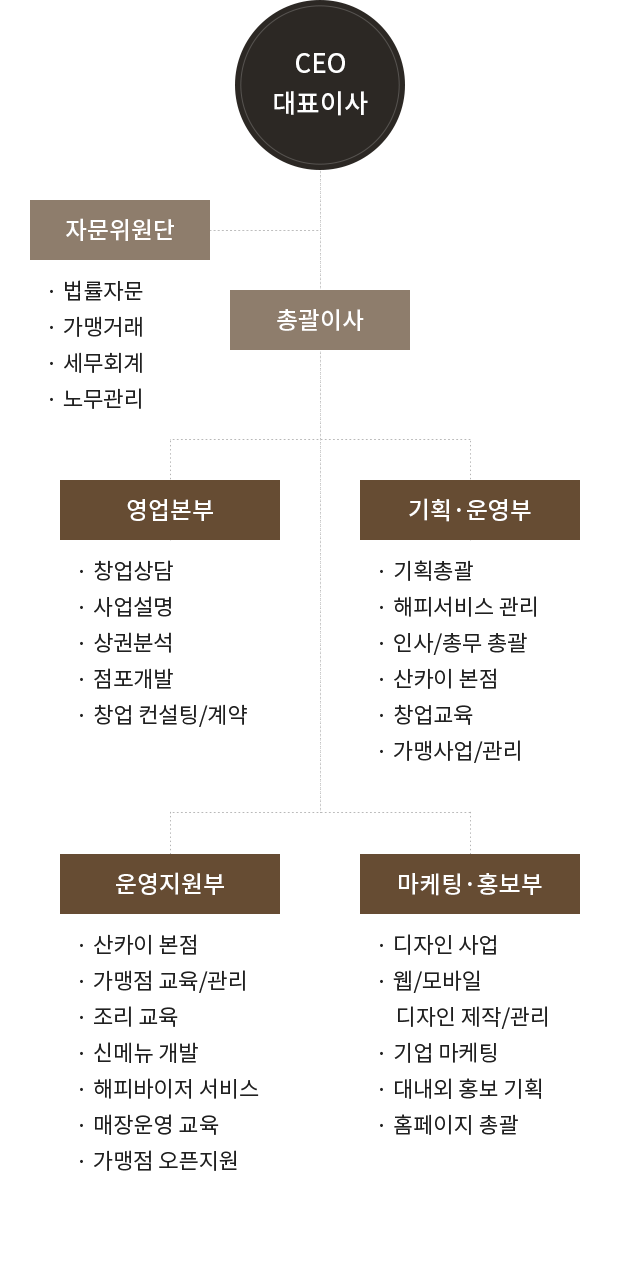 CEO
대표이사
자문위원단
· 법률자문
· 가맹거래
· 세무회계
· 노무관리
총괄이사
영업본부
· 창업상담
· 사업설명
· 상권분석
· 점포개발
· 창업 컨설팅/계약
기획·운영부
· 기획총괄
· 해피서비스 관리
· 인사/총무 총괄
· 산카이 본점
· 창업교육
· 가맹사업/관리
운영지원부
· 산카이 본점
· 가맹점 교육/관리
· 조리 교육
· 신메뉴 개발
· 해피바이저 서비스
· 매장운영 교육
· 가맹점 오픈지원
마케팅·홍보부
· 디자인 사업
· 웹/모바일
디자인 제작/관리
· 기업 마케팅
· 대내외 홍보 기획
· 홈페이지 총괄